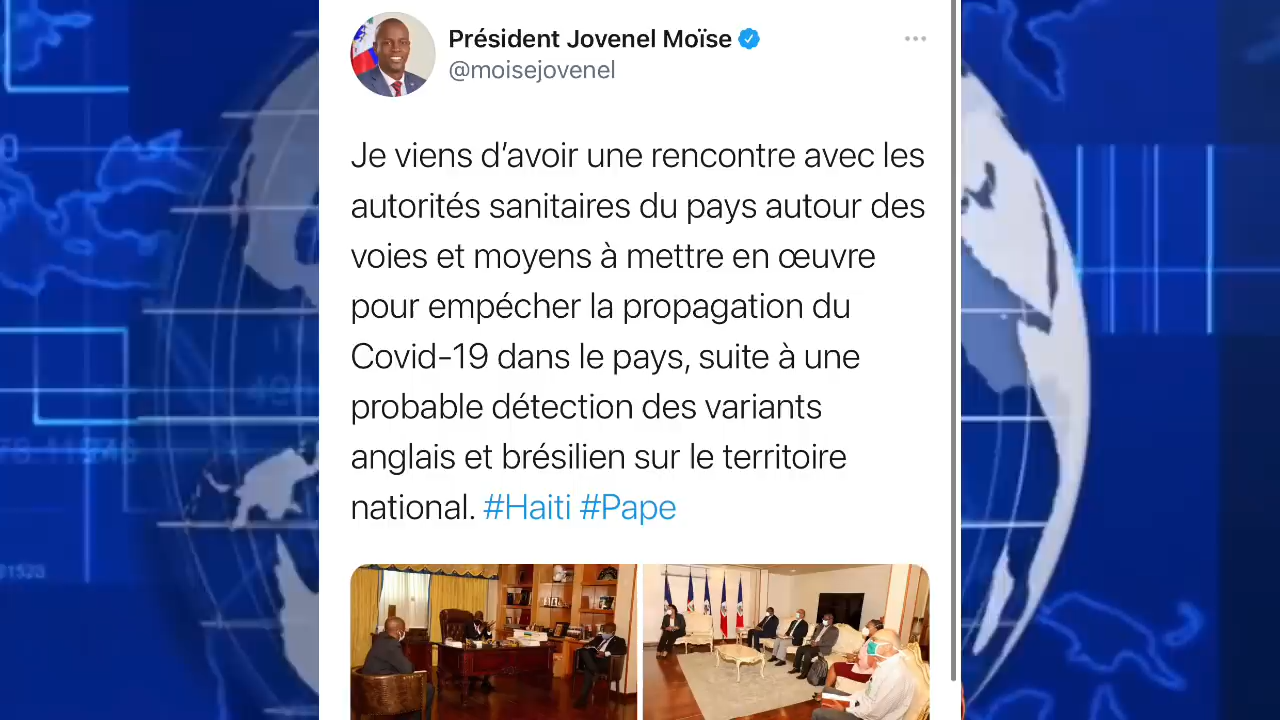 Président Jovenel Moïse
@moisejovenel
Je viens d’avoir une rencontre avec les
autorités sanitaires du pays autour des
voies et moyens à mettre en œuvre
pour empécher la propagation du
Covid-19 dans le pays, suite à une
probable détection des variants
anglais et brésilien sur le territoire
national. #Haiti #Pape